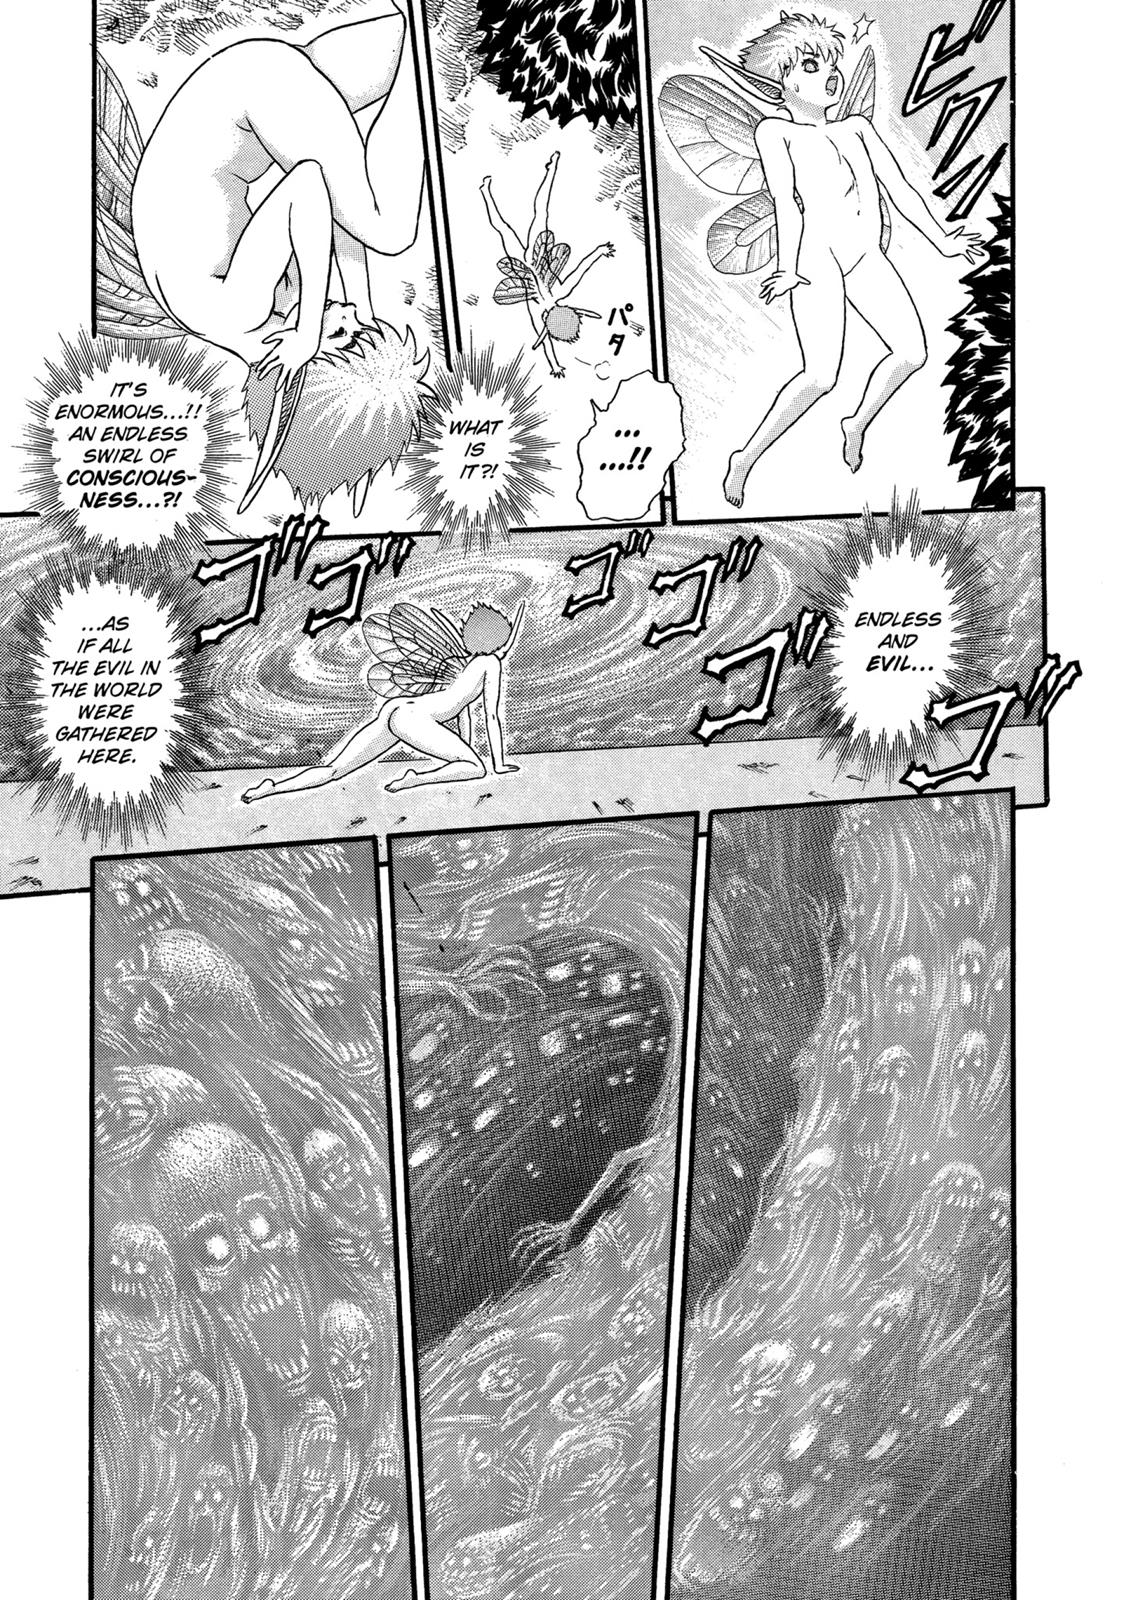 ビクッ
パタ
...
...!!
WHAT
IS
IT?!
IT'S
ENORMOUS...!!
AN ENDLESS
SWIRL OF
CONSCIOUS-
NESS...?!
ENDLESS
AND
EVIL...
ゴゴゴゴゴゴ
...AS
IF ALL
THE EVIL IN
THE WORLD
WERE
GATHERED
HERE.